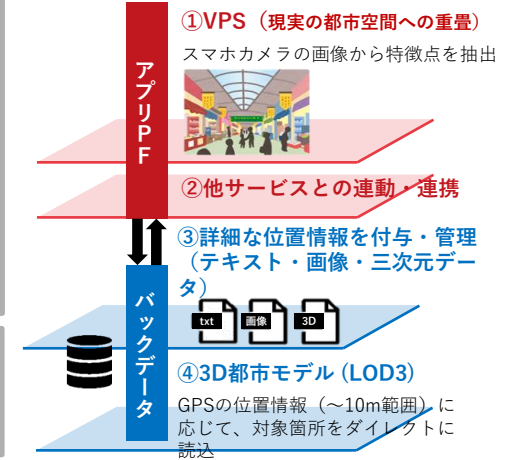 ①VPS（現実の都市空間への重畳）
スマホカメラの画像から特徴点を抽出
アプリPF
②他サービスとの連動・連携
③詳細な位置情報を付与・管理
（テキスト・画像・三次元デー
タ）
txt 画像 3D
バックデータ
④3D都市モデル (LOD3)
GPSの位置情報（～10m範囲）に
応じて、対象箇所をダイレクトに
読込